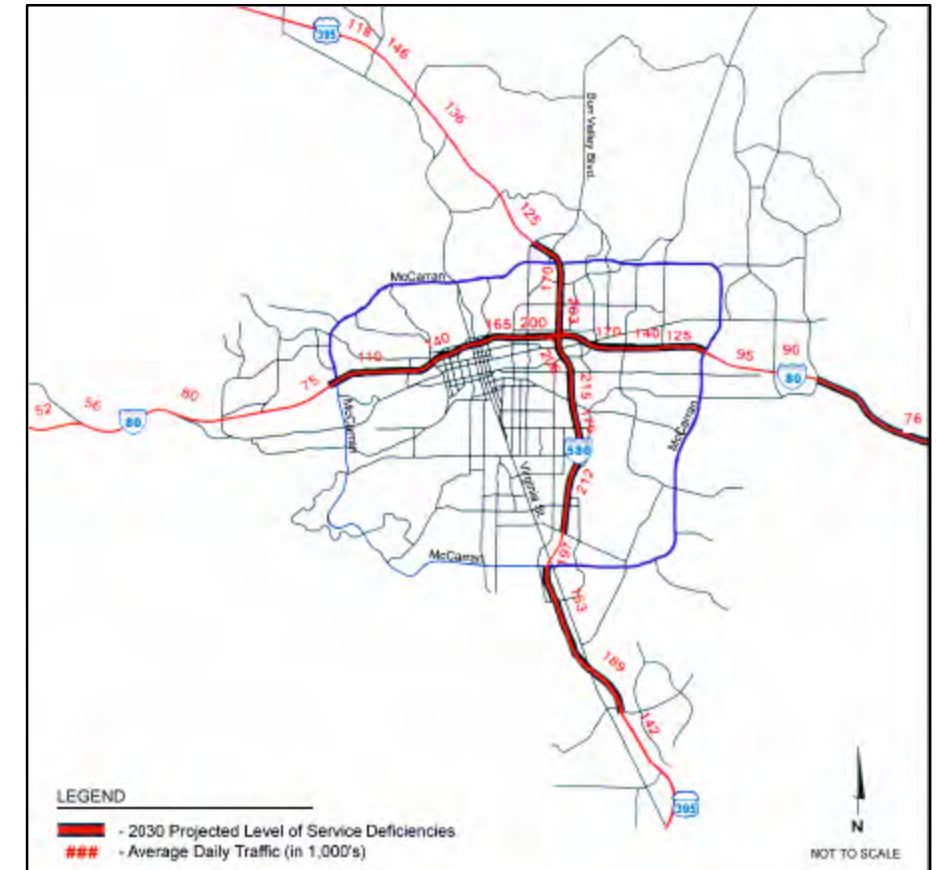 395
118
146
136
Sun Valley Blvd.
125
McCarran
170
263
165 200
170 140 125
140
110
95
90
80
75
215
80
56
52
80
McCarran
76
McCarran
580
212
Virginia St.
McCarran
197
163
189
142
395
LEGEND
- 2030 Projected Level of Service Deficiencies
### - Average Daily Traffic (in 1,000's)
N
NOT TO SCALE